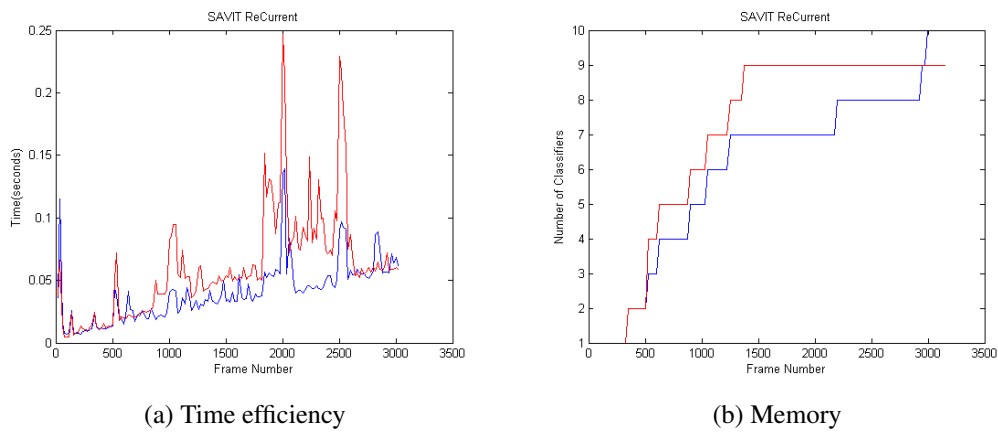 SAVIT ReCurrent
0.25
0.2
0.15
0.1
0.05
0
Time(seconds)
0 500 1000 1500 2000 2500 3000 3500
Frame Number
(a) Time efficiency
SAVIT ReCurrent
10
9
8
7
6
5
4
3
2
1
Number of Classifiers
0 500 1000 1500 2000 2500 3000 3500
Frame Number
(b) Memory